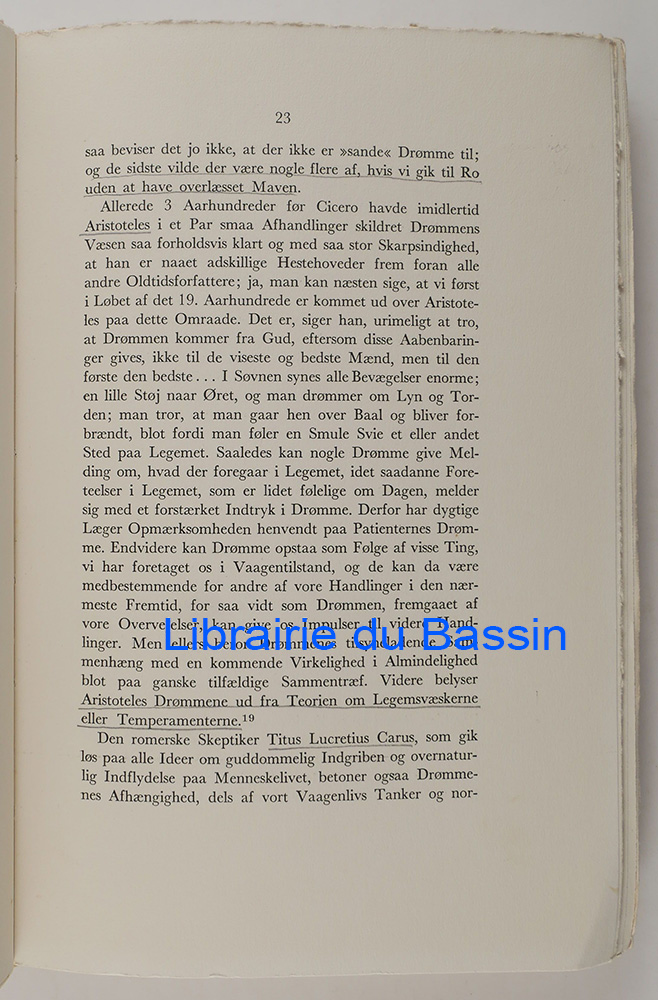 23
saa beviser det jo ikke, at der ikke er »sande« Drømme til;
og de sidste vilde der være nogle flere af, hvis vi gik til Ro
uden at have overlæsset Maven.
Allerede 3 Aarhundreder før Cicero havde imidlertid
Aristoteles i et Par smaa Afhandlinger skildret Drømmens
Væsen saa forholdsvis klart og med saa stor Skarpsindighed,
at han er naaet adskillige Hestehoveder frem foran alle
andre Oldtidsforfattere; ja, man kan næsten sige, at vi først
i Løbet af det 19. Aarhundrede er kommet ud over Aristote-
les paa dette Omraade. Det er, siger han, urimeligt at tro,
at Drømmen kommer fra Gud, eftersom disse Aabenbarin-
ger gives, ikke til de viseste og bedste Mænd, men til den
første den bedste... I Søvnen synes alle Bevægelser enorme;
en lille Støj naar Øret, og man drømmer om Lyn og Tor-
den; man tror, at man gaar hen over Baal og bliver for-
brændt, blot fordi man føler en Smule Svie et eller andet
Sted paa Legemet. Saaledes kan nogle Drømme give Mel-
ding om, hvad der foregaar i Legemet, idet saadanne Fore-
teelser i Legemet, som er lidet følelige om Dagen, melder
sig med et forstærket Indtryk i Drømme. Derfor har dygtige
Læger Opmærksomheden henvendt paa Patienternes Drøm-
me. Endvidere kan Drømme opstaa som Følge af visse Ting,
vi har foretaget os i Vaagentilstand, og de kan da være
medbestemmende for andre af vore Handlinger i den nær-
meste Fremtid, for saa vidt som Drømmen, fremgaaet af
vore Overvejelser, kan give os Impulser til videre Hand-
linger. Men ellers beror Drømmenes tilsyneladende Sam-
menhæng med en kommende Virkelighed i Almindelighed
blot paa ganske tilfældige Sammentræf. Videre belyser
Aristoteles Drømmene ud fra Teorien om Legemsvæskerne
eller Temperamenterne.19
Den romerske Skeptiker Titus Lucretius Carus, som gik
løs paa alle Ideer om guddommelig Indgriben og overnatur-
lig Indflydelse paa Menneskelivet, betoner ogsaa Drømme-
nes Afhængighed, dels af vort Vaagenlivs Tanker og nor-
Librairie du Bassin